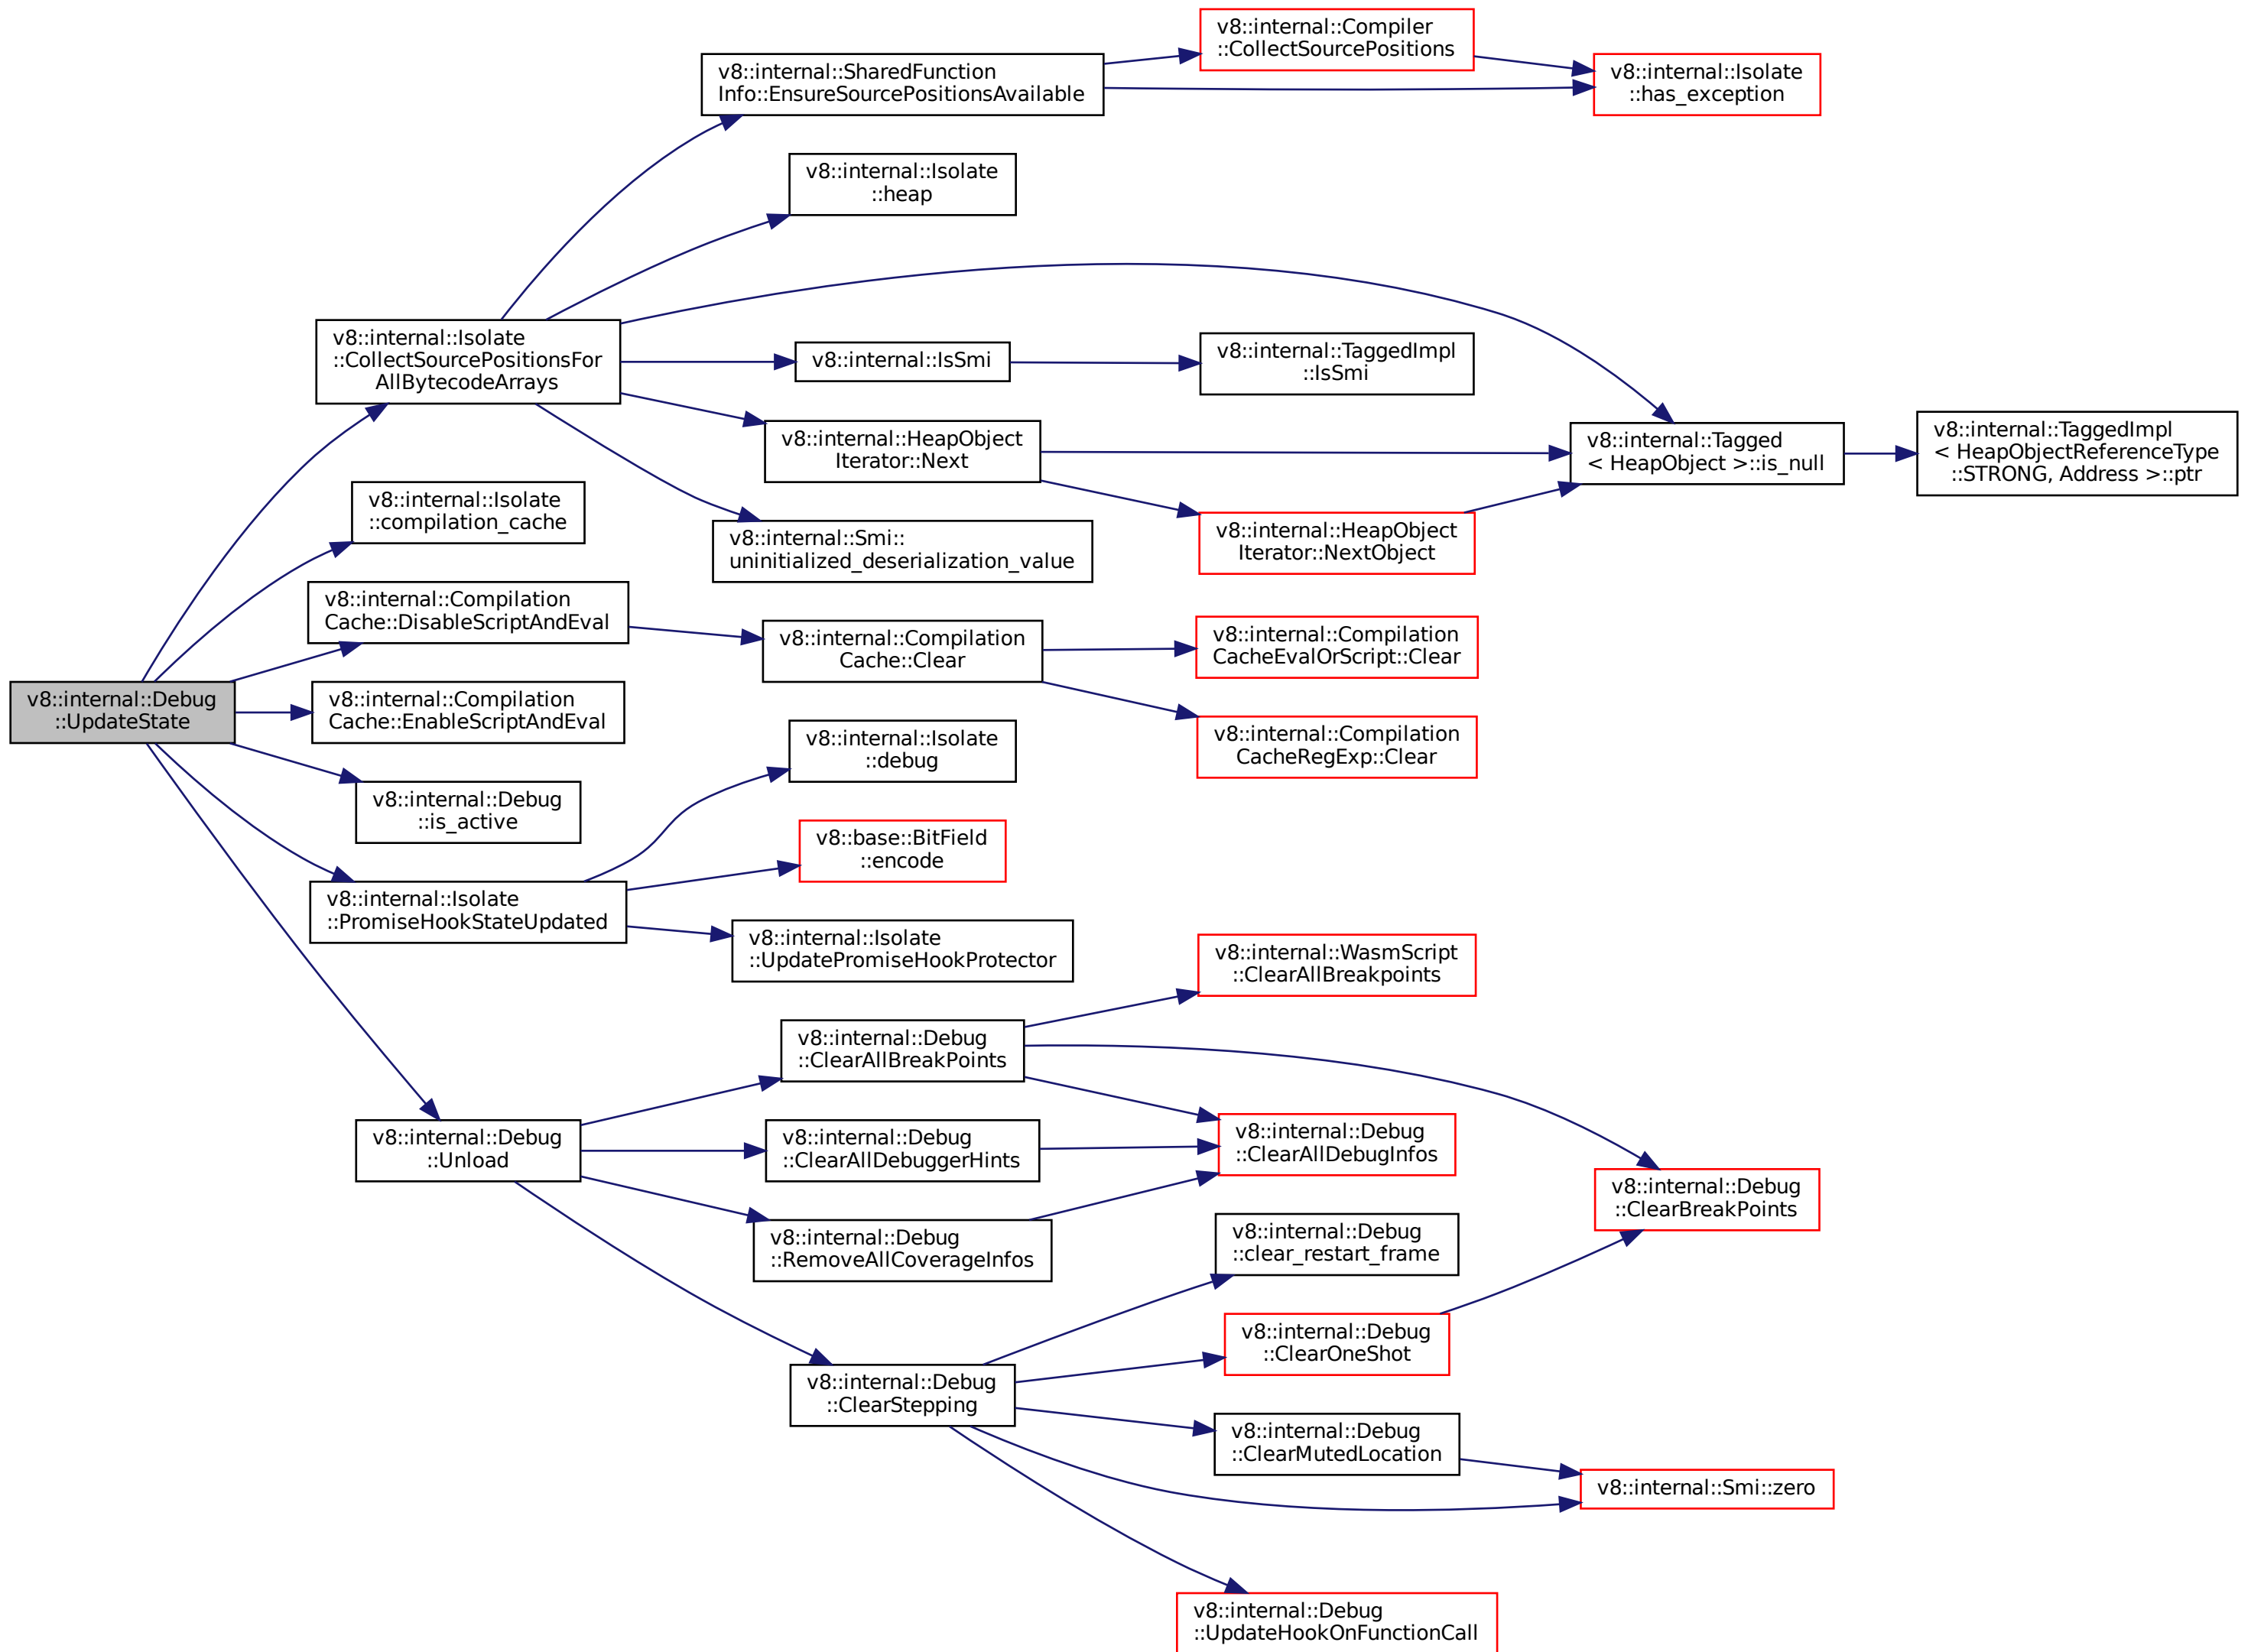 v8::internal::Compiler
::CollectSourcePositions
v8::internal::SharedFunction
Info::EnsureSourcePositionsAvailable
v8::internal::Isolate
::has_exception
v8::internal::Isolate
::heap
v8::internal::Isolate
::CollectSourcePositionsFor
AllBytecodeArrays
v8::internal::IsSmi
v8::internal::TaggedImpl
::IsSmi
v8::internal::HeapObject
Iterator::Next
v8::internal::Tagged
< HeapObject >::is_null
v8::internal::TaggedImpl
< HeapObjectReferenceType
::STRONG, Address >::ptr
v8::internal::Isolate
::compilation_cache
v8::internal::HeapObject
Iterator::NextObject
v8::internal::Smi::
uninitialized_deserialization_value
v8::internal::Compilation
Cache::DisableScriptAndEval
v8::internal::Compilation
Cache::Clear
v8::internal::Compilation
CacheEvalOrScript::Clear
v8::internal::Debug
::UpdateState
v8::internal::Compilation
Cache::EnableScriptAndEval
v8::internal::Isolate
::debug
v8::internal::Compilation
CacheRegExp::Clear
v8::internal::Debug
::is_active
v8::base::BitField
::encode
v8::internal::Isolate
::PromiseHookStateUpdated
v8::internal::Isolate
::UpdatePromiseHookProtector
v8::internal::WasmScript
::ClearAllBreakpoints
v8::internal::Debug
::ClearAllBreakPoints
v8::internal::Debug
::Unload
v8::internal::Debug
::ClearAllDebuggerHints
v8::internal::Debug
::ClearAllDebugInfos
v8::internal::Debug
::ClearBreakPoints
v8::internal::Debug
::RemoveAllCoverageInfos
v8::internal::Debug
::clear_restart_frame
v8::internal::Debug
::ClearOneShot
v8::internal::Debug
::ClearStepping
v8::internal::Debug
::ClearMutedLocation
v8::internal::Smi::zero
v8::internal::Debug
::UpdateHookOnFunctionCall